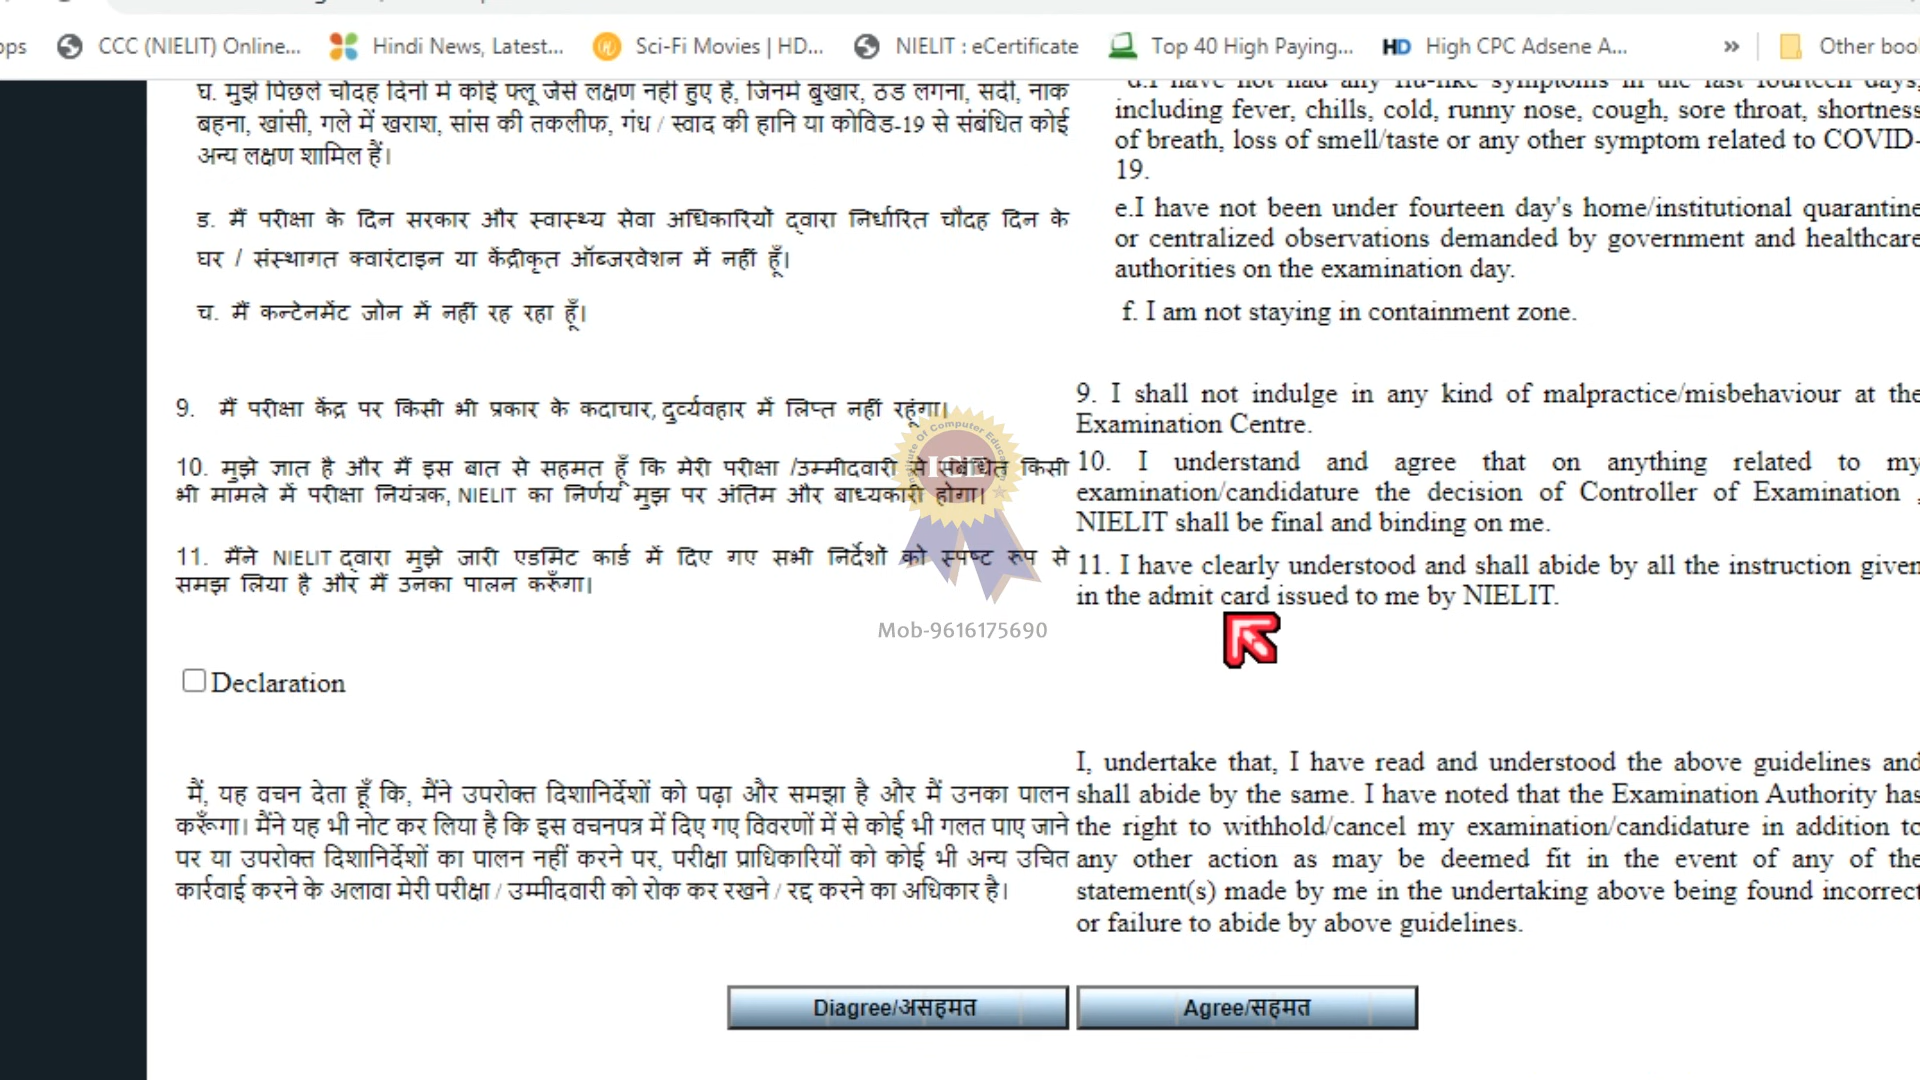 ops CCC (NIELIT) Online... Hindi News, Latest... Sci-Fi Movies | HD... NIELIT : eCertificate Top 40 High Paying... HD High CPC Adsene A... » Other boo
घ. मुझे पिछले चौदह दिनों में कोई फ्लू जैसे लक्षण नहीं हुए हैं, जिनमें बुखार, ठंड लगना, सर्दी, नाक
बहना, खांसी, गले में खराश, सांस की तकलीफ, गंध / स्वाद की हानि या कोविड-19 से संबंधित कोई
अन्य लक्षण शामिल हैं।
ड. मैं परीक्षा के दिन सरकार और स्वास्थ्य सेवा अधिकारियों द्वारा निर्धारित चौदह दिन के
घर / संस्थागत क्वारंटाइन या केंद्रीकृत ऑब्जरवेशन में नहीं हूँ।
च. मैं कन्टेनमेंट जोन में नहीं रह रहा हूँ।
9. मैं परीक्षा केंद्र पर किसी भी प्रकार के कदाचार, दुर्व्यवहार में लिप्त नहीं रहूंगा।
10. मुझे ज्ञात है और मैं इस बात से सहमत हूँ कि मेरी परीक्षा /उम्मीदवारी से संबंधित किसी
भी मामले में परीक्षा नियंत्रक, NIELIT का निर्णय मुझ पर अंतिम और बाध्यकारी होगा।
11. मैंने NIELIT द्वारा मुझे जारी एडमिट कार्ड में दिए गए सभी निर्देशों को स्पष्ट रुप से
समझ लिया है और मैं उनका पालन करूँगा।
Declaration
मैं, यह वचन देता हूँ कि, मैंने उपरोक्त दिशानिर्देशों को पढ़ा और समझा है और मैं उनका पालन
करूँगा। मैंने यह भी नोट कर लिया है कि इस वचनपत्र में दिए गए विवरणों में से कोई भी गलत पाए जाने
पर या उपरोक्त दिशानिर्देशों का पालन नहीं करने पर, परीक्षा प्राधिकारियों को कोई भी अन्य उचित
कार्रवाई करने के अलावा मेरी परीक्षा / उम्मीदवारी को रोक कर रखने / रद्द करने का अधिकार है।
d.I have not had any flu-like symptoms in the last fourteen days,
including fever, chills, cold, runny nose, cough, sore throat, shortness
of breath, loss of smell/taste or any other symptom related to COVID-
19.
e.I have not been under fourteen day's home/institutional quarantine
or centralized observations demanded by government and healthcare
authorities on the examination day.
f. I am not staying in containment zone.
9. I shall not indulge in any kind of malpractice/misbehaviour at the
Examination Centre.
10. I understand and agree that on anything related to my
examination/candidature the decision of Controller of Examination ,
NIELIT shall be final and binding on me.
11. I have clearly understood and shall abide by all the instruction given
in the admit card issued to me by NIELIT.
I, undertake that, I have read and understood the above guidelines and
shall abide by the same. I have noted that the Examination Authority has
the right to withhold/cancel my examination/candidature in addition to
any other action as may be deemed fit in the event of any of the
statement(s) made by me in the undertaking above being found incorrect
or failure to abide by above guidelines.
Of Computer
Mob-9616175690
Diagree/असहमत Agree/सहमत